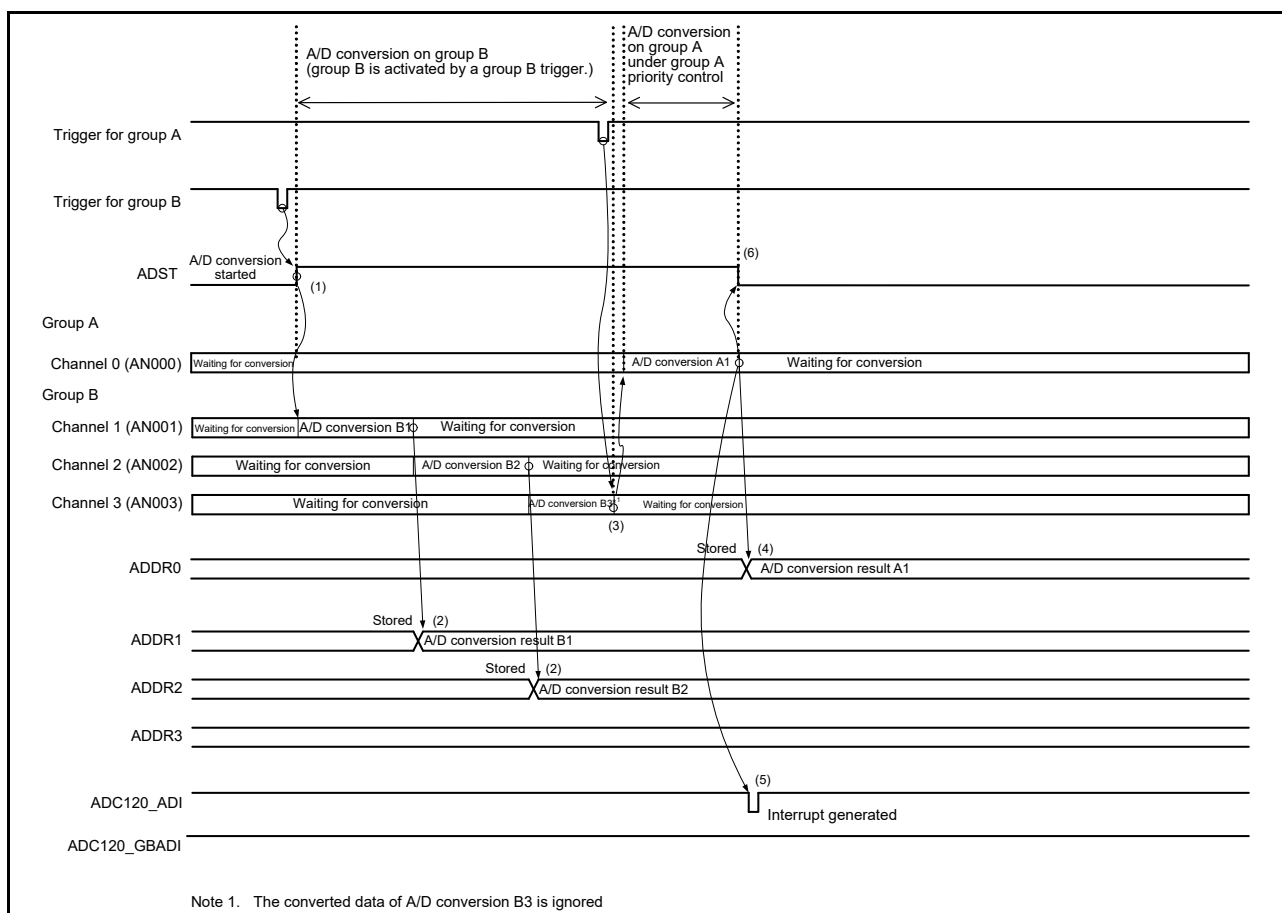 A/D conversion on group B
(group B is activated by a group B trigger.)
A/D conversion
on group A
under group A
priority control
Trigger for group A
Trigger for group B
ADST
A/D conversion
started
(1)
(6)
Group A
Channel 0 (AN000)
Waiting for conversion
A/D conversion A1
Waiting for conversion
Group B
Channel 1 (AN001)
Waiting for conversion
A/D conversion B1
Waiting for conversion
Channel 2 (AN002)
Waiting for conversion
A/D conversion B2
Waiting for conversion
Channel 3 (AN003)
Waiting for conversion
A/D conversion B3*1
Waiting for conversion
(3)
ADDR0
Stored
(4)
A/D conversion result A1
ADDR1
Stored
(2)
A/D conversion result B1
ADDR2
Stored
(2)
A/D conversion result B2
ADDR3
ADC120_ADI
(5)
Interrupt generated
ADC120_GBADI
Note 1. The converted data of A/D conversion B3 is ignored